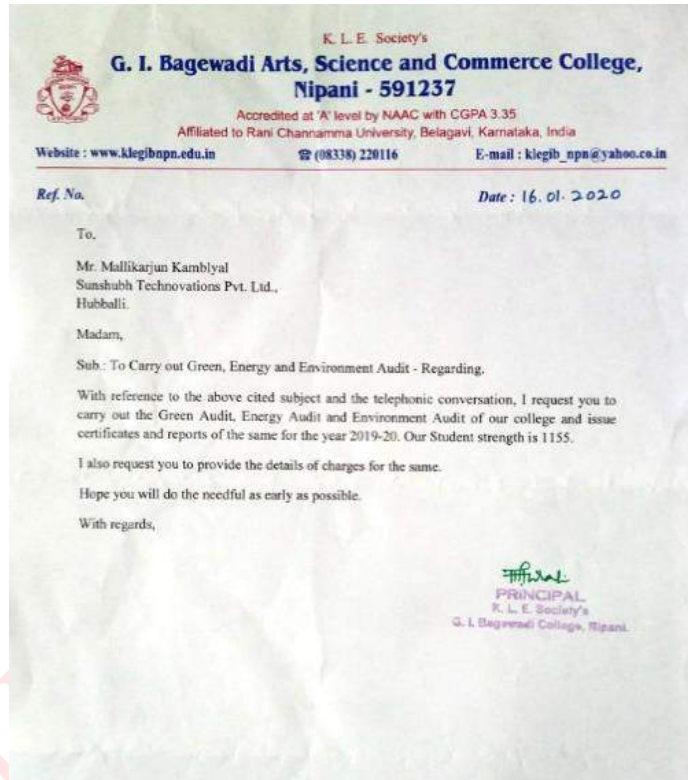 K. L. E. Society's
G. I. Bagewadi Arts, Science and Commerce College,
Nipani - 591237
Accredited at 'A' level by NAAC with CGPA 3.35
Affiliated to Rani Channamma University, Belagavi, Karnataka, India
Website : www.klegibnpn.edu.in ☎ (08338) 220116 E-mail : klegib_npn@yahoo.co.in
Ref. No. Date : 16.01.2020
To,
Mr. Mallikarjun Kamblyal
Sunshubh Technovations Pvt. Ltd.,
Hubballi.
Madam,
Sub.: To Carry out Green, Energy and Environment Audit - Regarding.
With reference to the above cited subject and the telephonic conversation, I request you to
carry out the Green Audit, Energy Audit and Environment Audit of our college and issue
certificates and reports of the same for the year 2019-20. Our Student strength is 1155.
I also request you to provide the details of charges for the same.
Hope you will do the needful as early as possible.
With regards,
PRINCIPAL
K. L. E. Society's
G. I. Bagewadi College, Nipani.